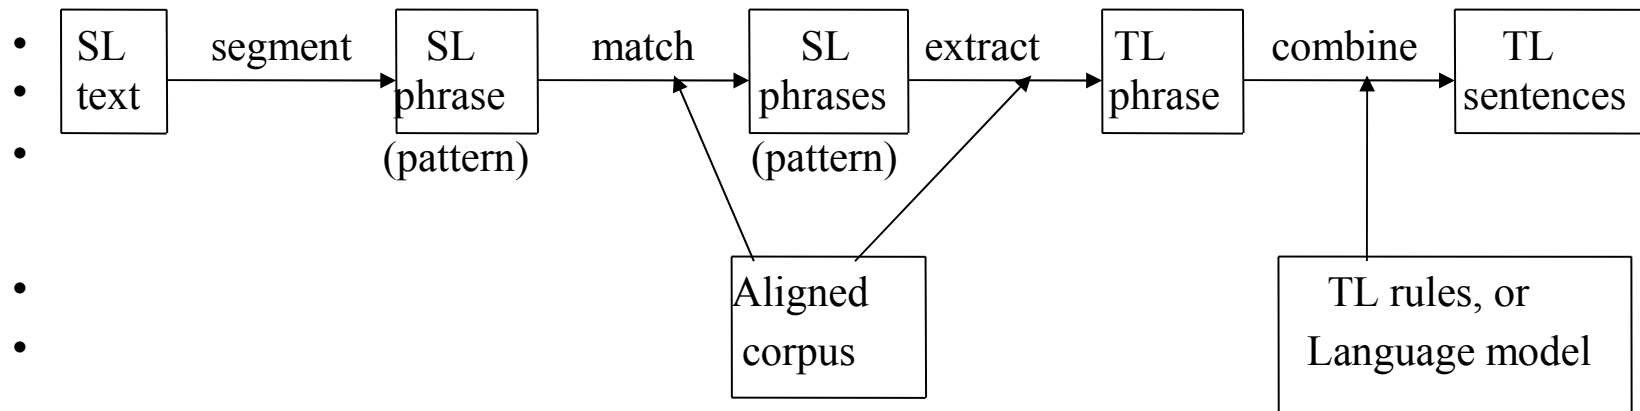 • SL segment SL match SL extract TL combine TL
• text phrase phrases phrase sentences
• (pattern) (pattern)
• Aligned TL rules, or
• corpus Language model